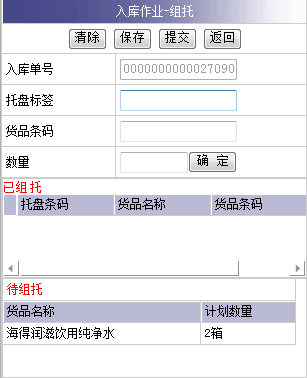 入库作业-组托
清除 保存 提交 返回
入库单号 0000000000027090
托盘标签
货品条码
数量 确 定
已组托
托盘条码 货品名称 货品条码
待组托
货品名称 计划数量
海得润滋饮用纯净水 2箱